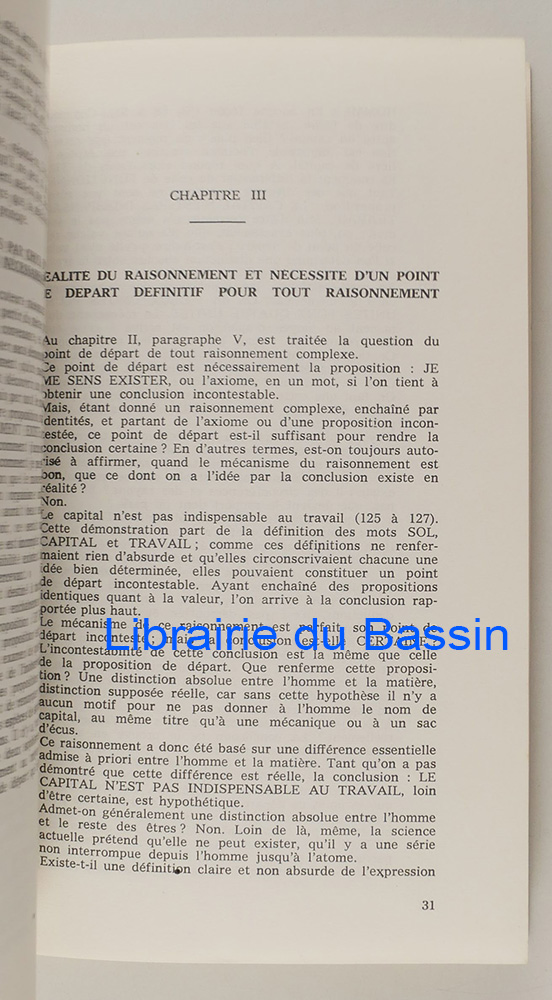 CHAPITRE III
EALITE DU RAISONNEMENT ET NECESSITE D'UN POINT
E DEPART DEFINITIF POUR TOUT RAISONNEMENT
Au chapitre II, paragraphe V, est traitée la question du
point de départ de tout raisonnement complexe.
Ce point de départ est nécessairement la proposition : JE
ME SENS EXISTER, ou l'axiome, en un mot, si l'on tient à
obtenir une conclusion incontestable.
Mais, étant donné un raisonnement complexe, enchaîné par
identités, et partant de l'axiome ou d'une proposition incon-
testée, ce point de départ est-il suffisant pour rendre la
conclusion certaine ? En d'autres termes, est-on toujours auto-
risé à affirmer, quand le mécanisme du raisonnement est
bon, que ce dont on a l'idée par la conclusion existe en
réalité ?
Non.
Le capital n'est pas indispensable au travail (125 à 127).
Cette démonstration part de la définition des mots SOL,
CAPITAL et TRAVAIL ; comme ces définitions ne renfer-
maient rien d'absurde et qu'elles circonscrivaient chacune une
idée bien déterminée, elles pouvaient constituer un point
de départ incontestable. Ayant enchaîné des propositions
identiques quant à la valeur, l'on arrive à la conclusion rap-
portée plus haut.
Le mécanisme de ce raisonnement est parfait, son point de
départ incontesté ; mais la conclusion est-elle CERTAINE ?
Librairie du Bassin
L'incontestabilité de cette conclusion est la même que celle
de la proposition de départ. Que renferme cette proposi-
tion ? Une distinction absolue entre l'homme et la matière,
distinction supposée réelle, car sans cette hypothèse il n'y a
aucun motif pour ne pas donner à l'homme le nom de
capital, au même titre qu'à une mécanique ou à un sac
d'écus.
Ce raisonnement a donc été basé sur une différence essentielle
admise à priori entre l'homme et la matière. Tant qu'on a pas
démontré que cette différence est réelle, la conclusion : LE
CAPITAL N'EST PAS INDISPENSABLE AU TRAVAIL, loin
d'être certaine, est hypothétique.
Admet-on généralement une distinction absolue entre l'homme
et le reste des êtres ? Non. Loin de là, même, la science
actuelle prétend qu'elle ne peut exister, qu'il y a une série
non interrompue depuis l'homme jusqu'à l'atome.
Existe-t-il une définition claire et non absurde de l'expression
31